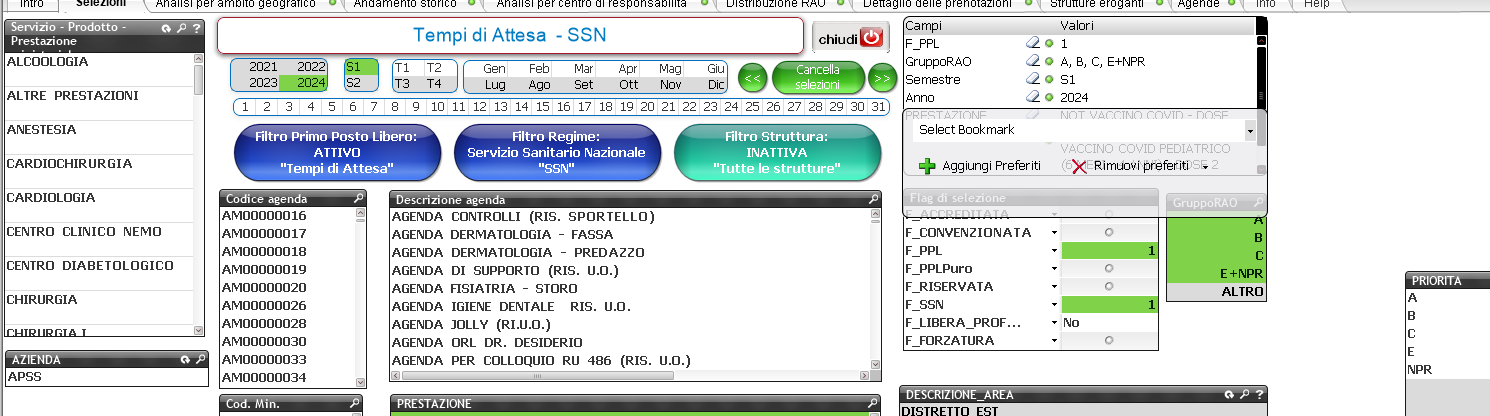 Intro
Selezioni
Analisi per ambito geografico
Andamento storico
Analisi per centro di responsabilità
Distribuzione RAO
Dettaglio delle prenotazioni
Strutture eroganti
Agende
Info
Help
Servizio - Prodotto -
Prestazione
ALCOOLOGIA
ALTRE PRESTAZIONI
ANESTESIA
CARDIOCHIRURGIA
CARDIOLOGIA
CENTRO CLINICO NEMO
CENTRO DIABETOLOGICO
CHIRURGIA
CHIRURGIA I
AZIENDA
APSS
Tempi di Attesa - SSN
chiudi
2021 2022
2023 2024
S1
S2
T1 T2
T3 T4
Gen Feb Mar Apr Mag Giu
Lug Ago Set Ott Nov Dic
<<
Cancella
selezioni
>>
1 2 3 4 5 6 7 8 9 10 11 12 13 14 15 16 17 18 19 20 21 22 23 24 25 26 27 28 29 30 31
Filtro Primo Posto Libero:
ATTIVO
"Tempi di Attesa"
Filtro Regime:
Servizio Sanitario Nazionale
"SSN"
Filtro Struttura:
INATTIVA
"Tutte le strutture"
Codice agenda
AM00000016
AM00000017
AM00000018
AM00000019
AM00000020
AM00000026
AM00000028
AM00000030
AM00000033
AM00000034
Cod. Min.
Descrizione agenda
AGENDA CONTROLLI (RIS. SPORTELLO)
AGENDA DERMATOLOGIA - FASSA
AGENDA DERMATOLOGIA - PREDAZZO
AGENDA DI SUPPORTO (RIS. U.O.)
AGENDA FISIATRIA - STORO
AGENDA IGIENE DENTALE RIS. U.O.
AGENDA JOLLY (RI.U.O.)
AGENDA ORL DR. DESIDERIO
AGENDA PER COLLOQUIO RU 486 (RIS. U.O.)
PRESTAZIONE
Campi Valori
F_PPL 1
GruppoRAO A, B, C, E+NPR
Semestre S1
Anno 2024
PRESTAZIONE NOT VACCINO COVID - DOSE
Select Bookmark
VACCINO COVID PEDIATRICO
Aggiungi Preferiti
Rimuovi preferiti
Flag di selezione
F_ACCREDITATA
F_CONVENZIONATA
F_PPL 1
F_PPLPuro
F_RISERVATA
F_SSN 1
F_LIBERA_PROF... No
F_FORZATURA
GruppoRAO
A
B
C
E+NPR
ALTRO
DESCRIZIONE_AREA
DISTRETTO EST
PRIORITA
A
B
C
E
NPR